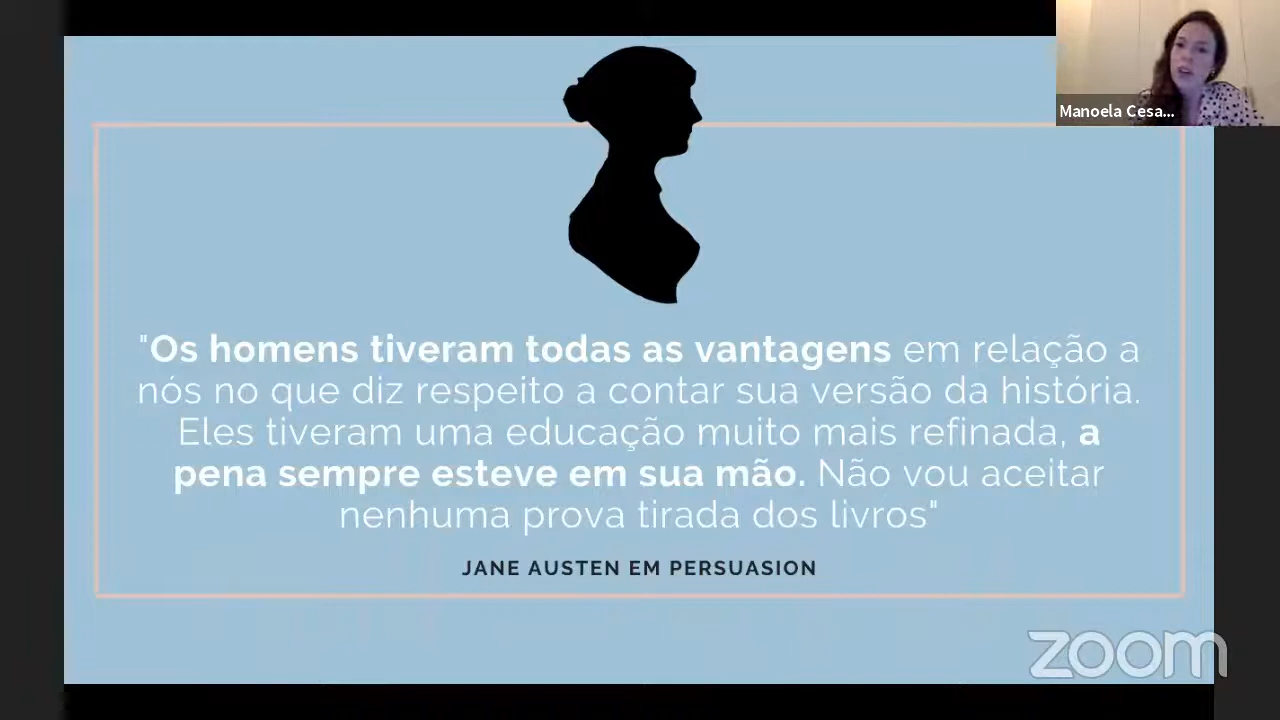 Manoela Cesa...
"Os homens tiveram todas as vantagens em relação a
nós no que diz respeito a contar sua versão da história.
Eles tiveram uma educação muito mais refinada, a
pena sempre esteve em sua mão. Não vou aceitar
nenhuma prova tirada dos livros"
JANE AUSTEN EM PERSUASION
zoom